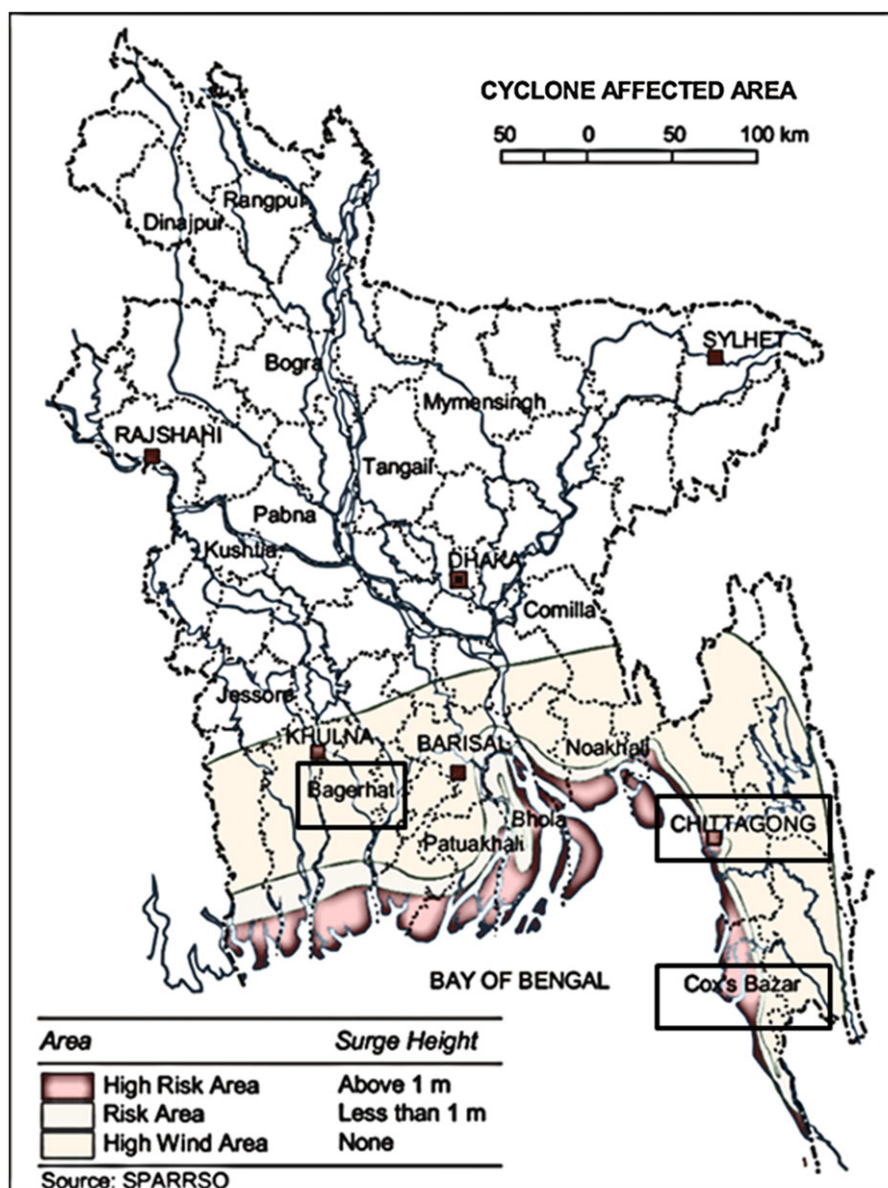 CYCLONE AFFECTED AREA
50 0 50 100 km
Rangpur
Dinajpur
SYLHET
Bogra
Mymensingh
RAJSHAHI
Tangail
Pabna
Kushtia
DHAKA
Comilla
Jessore
KHULNA
BARISAL
Noakhali
Bagerhat
Bhola
CHITTAGONG
Patuakhali
BAY OF BENGAL
Cox's Bazar
Area Surge Height
High Risk Area Above 1 m
Risk Area Less than 1 m
High Wind Area None
Source: SPARRSO